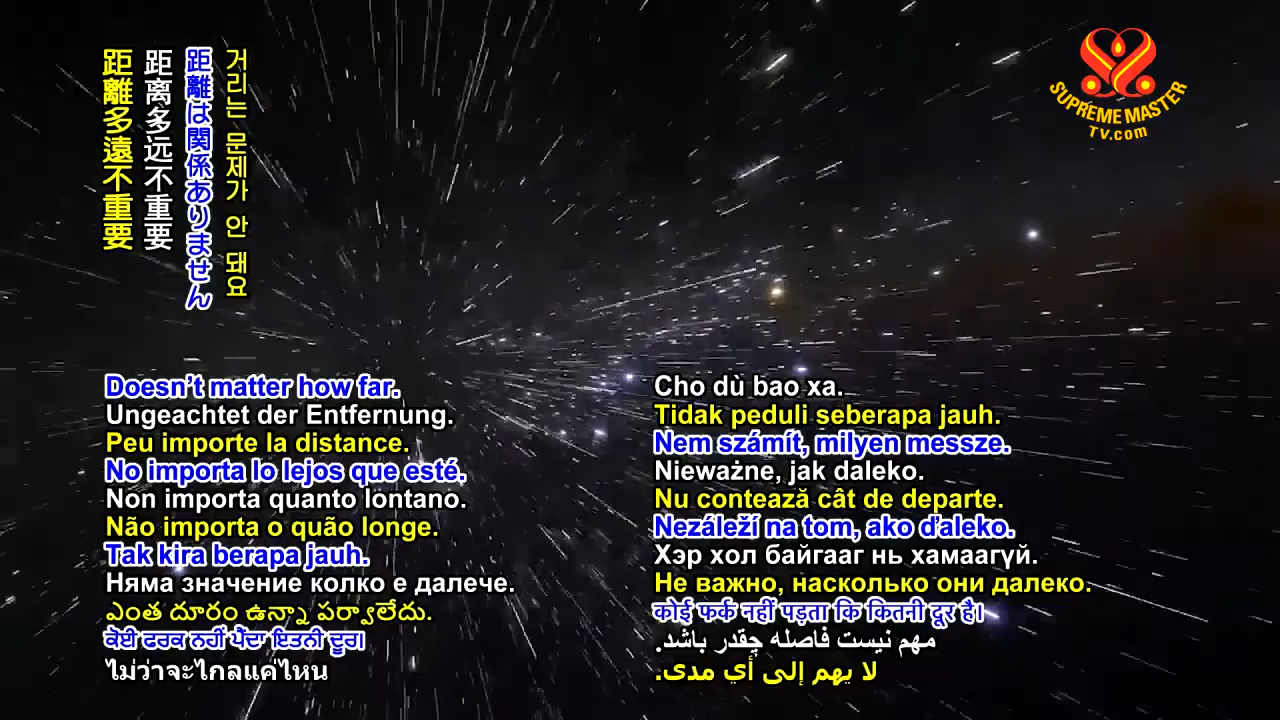 距離多遠不重要
距离多远不重要
距離は関係ありません
거리는 문제가 안 돼요
SUPREME MASTER
TV.com
Doesn’t matter how far.
Ungeachtet der Entfernung.
Peu importe la distance.
No importa lo lejos que esté.
Non importa quanto lontano.
Não importa o quão longe.
Tak kira berapa jauh.
Няма значение колко е далече.
ఎంత దూరం ఉన్నా పర్వాలేదు.
ਕੋਈ ਫਰਕ ਨਹੀਂ ਪੈਂਦਾ ਇਤਨੀ ਦੂਰ।
ไม่ว่าจะไกลแค่ไหน
Cho dù bao xa.
Tidak peduli seberapa jauh.
Nem számít, milyen messze.
Nieważne, jak daleko.
Nu contează cât de departe.
Nezáleží na tom, ako ďaleko.
Хэр хол байгааг нь хамаагүй.
Не важно, насколько они далеко.
कोई फर्क नहीं पड़ता कि कितनी दूर है।
مهم نیست فاصله چقدر باشد.
لا يهم إلى أي مدى.